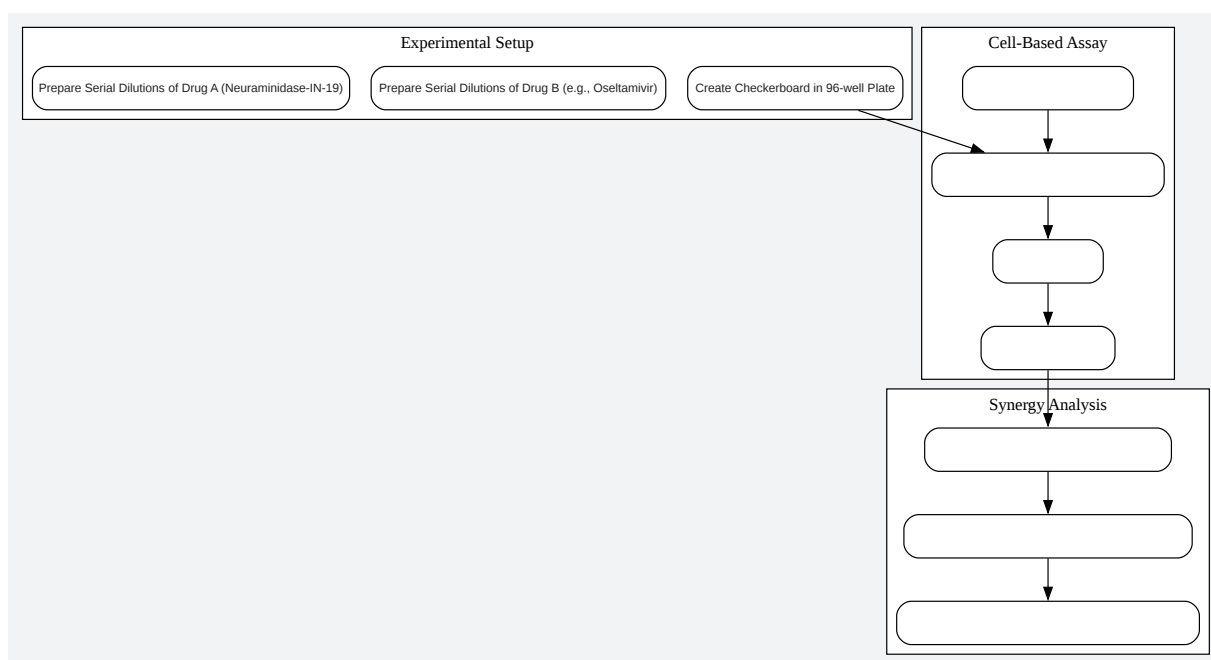 Experimental Setup
Prepare Serial Dilutions of Drug A (Neuraminidase-IN-19)
Prepare Serial Dilutions of Drug B (e.g., Oseltamivir)
Create Checkerboard in 96-well Plate
Cell-Based Assay
Synergy Analysis